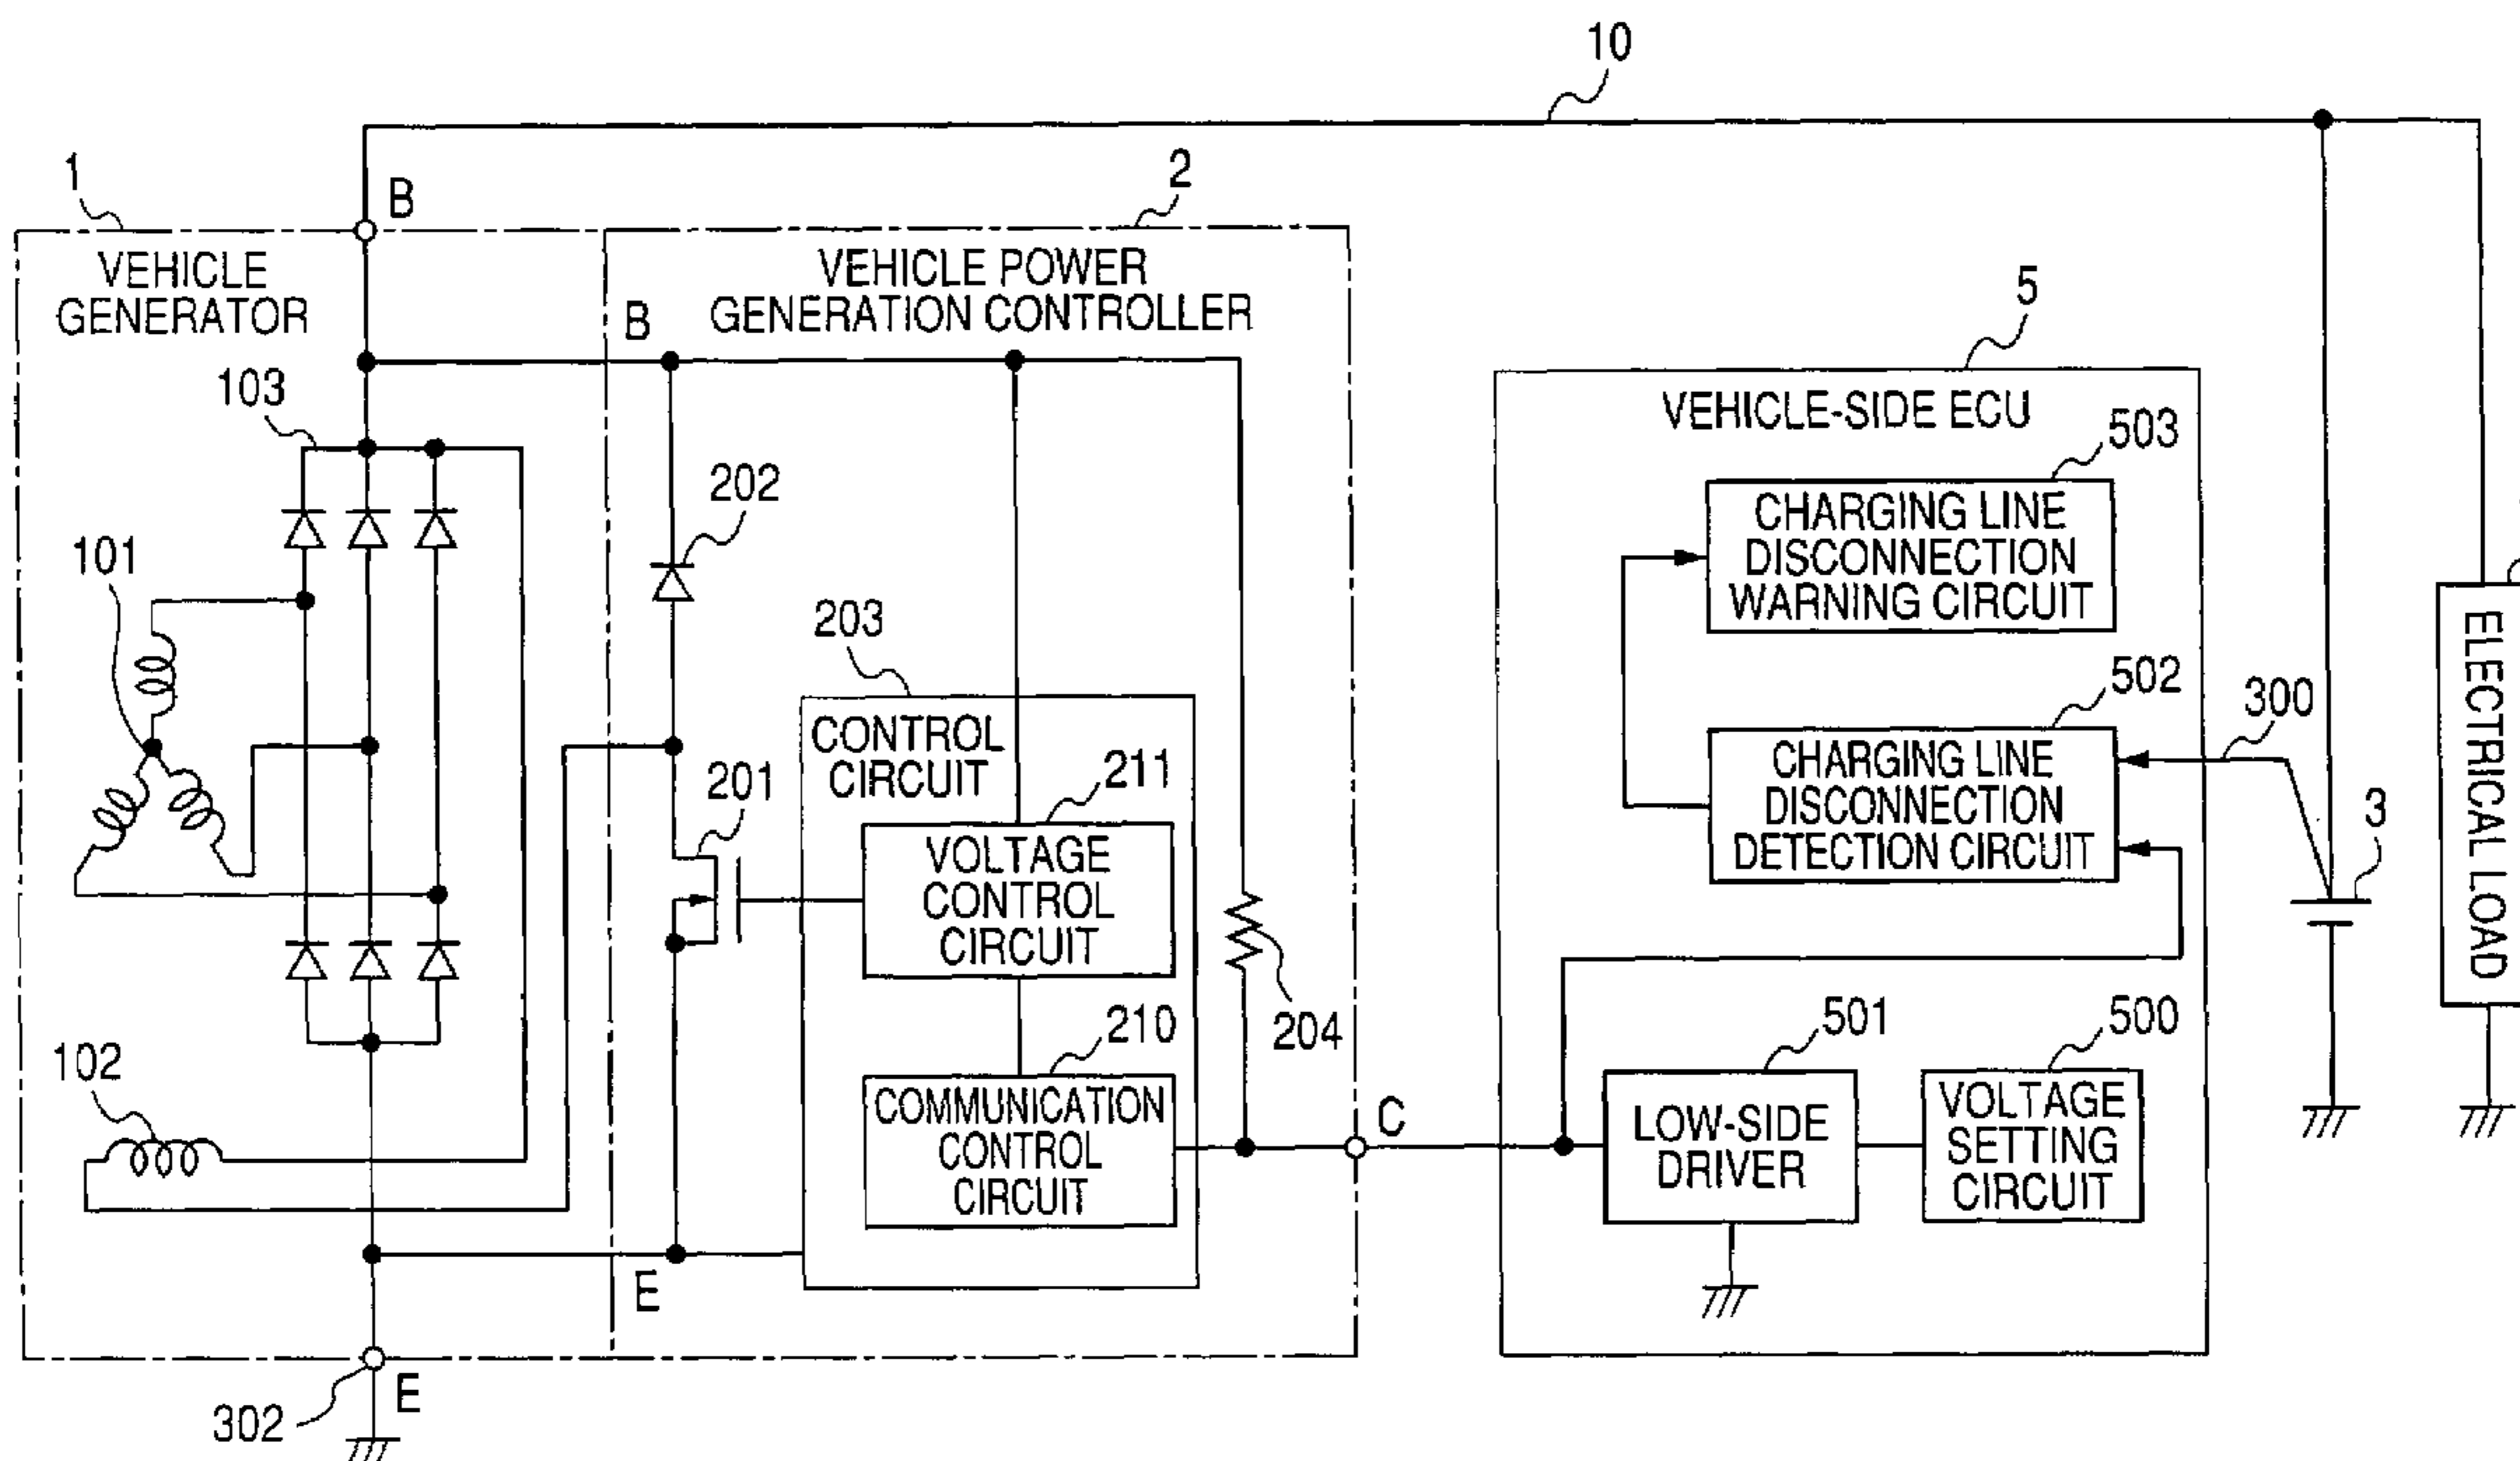 10
1
B
2
VEHICLE
GENERATOR
VEHICLE POWER
GENERATION CONTROLLER
B
5
103
VEHICLE-SIDE ECU
503
202
CHARGING LINE
DISCONNECTION
WARNING CIRCUIT
101
203
ELECTRICAL LOAD
502
300
CONTROL
CIRCUIT
201
211
CHARGING LINE
DISCONNECTION
DETECTION CIRCUIT
3
VOLTAGE
CONTROL
CIRCUIT
204
210
501
500
102
COMMUNICATION
CONTROL
CIRCUIT
C
LOW-SIDE
DRIVER
VOLTAGE
SETTING
CIRCUIT
E
302
E